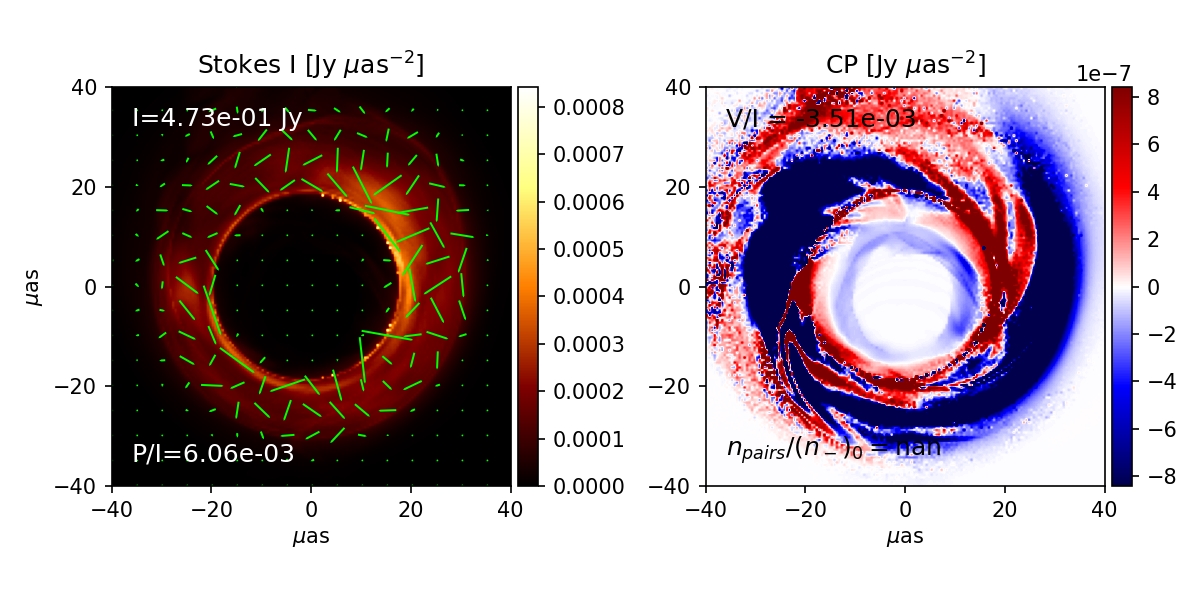 Stokes I [Jy μas⁻²]
I=4.73e-01 Jy
P/I=6.06e-03
40
20
0
−20
−40
μas
−40 −20 0 20 40
μas
0.0008
0.0007
0.0006
0.0005
0.0004
0.0003
0.0002
0.0001
0.0000
CP [Jy μas⁻²]
1e−7
V/I = -3.51e-03
n_pairs/(n_−)_0 = nan
40
20
0
−20
−40
−40 −20 0 20 40
μas
8
6
4
2
0
−2
−4
−6
−8